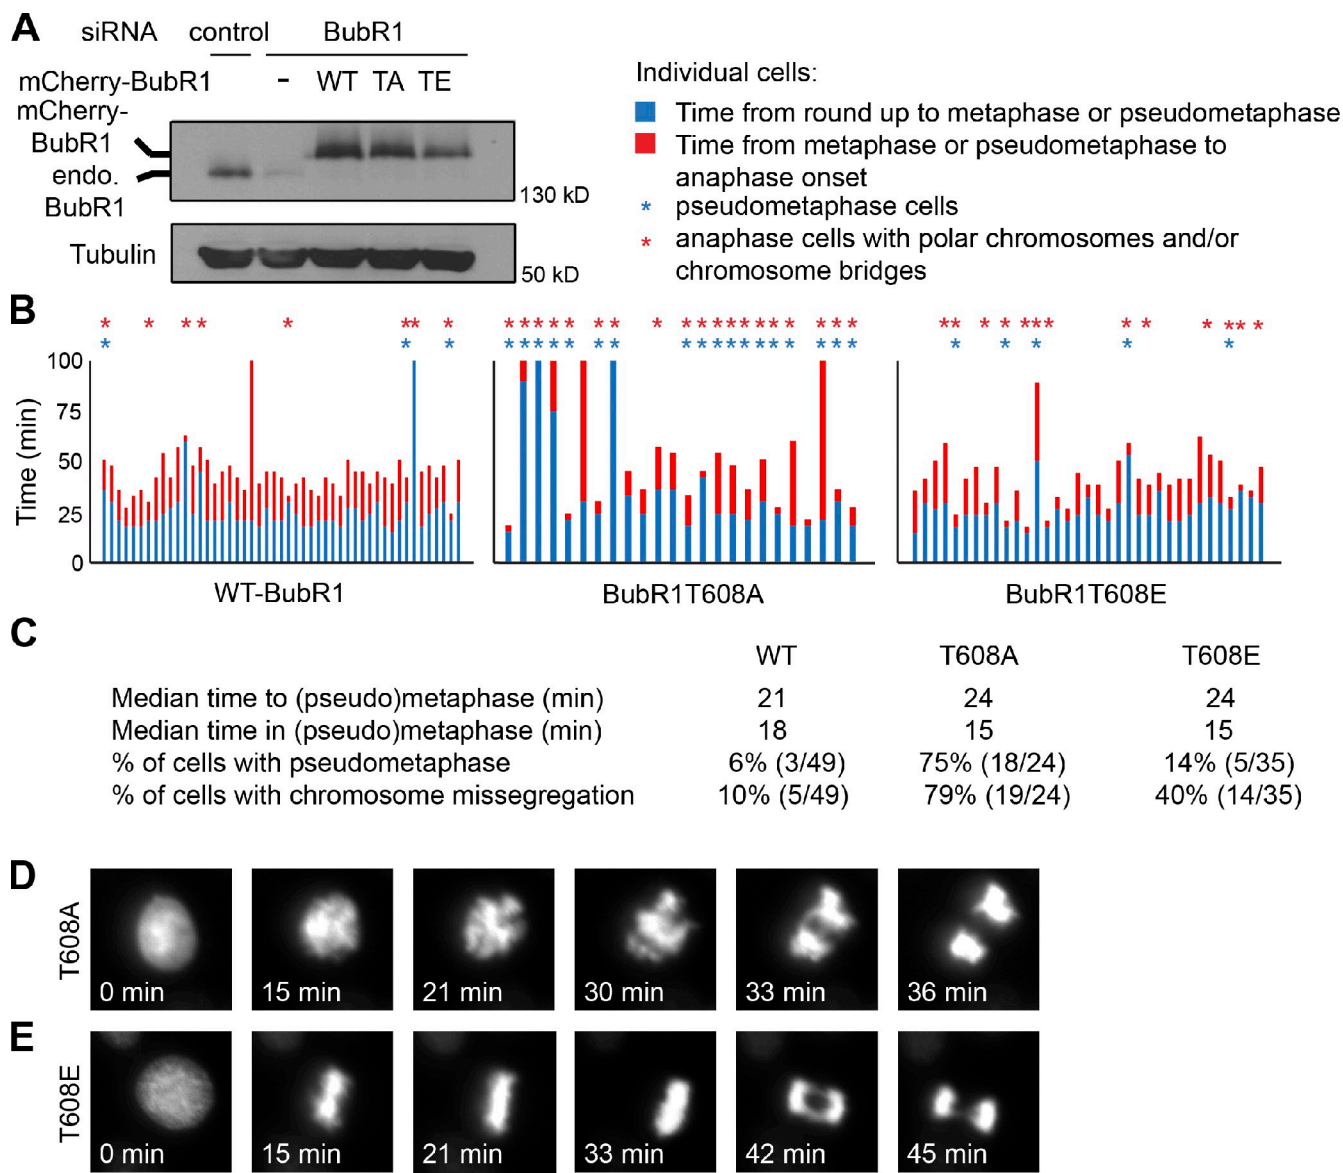 A
siRNA control BubR1
mCherry-BubR1 - WT TA TE
mCherry-
BubR1
endo.
BubR1
130 kD
Tubulin
50 kD
Individual cells:
Time from round up to metaphase or pseudometaphase
Time from metaphase or pseudometaphase to
anaphase onset
* pseudometaphase cells
* anaphase cells with polar chromosomes and/or
chromosome bridges
B
Time (min)
100
75
50
25
0
WT-BubR1 BubR1T608A BubR1T608E
C
WT T608A T608E
Median time to (pseudo)metaphase (min) 21 24 24
Median time in (pseudo)metaphase (min) 18 15 15
% of cells with pseudometaphase 6% (3/49) 75% (18/24) 14% (5/35)
% of cells with chromosome missegregation 10% (5/49) 79% (19/24) 40% (14/35)
D
T608A
0 min 15 min 21 min 30 min 33 min 36 min
E
T608E
0 min 15 min 21 min 33 min 42 min 45 min